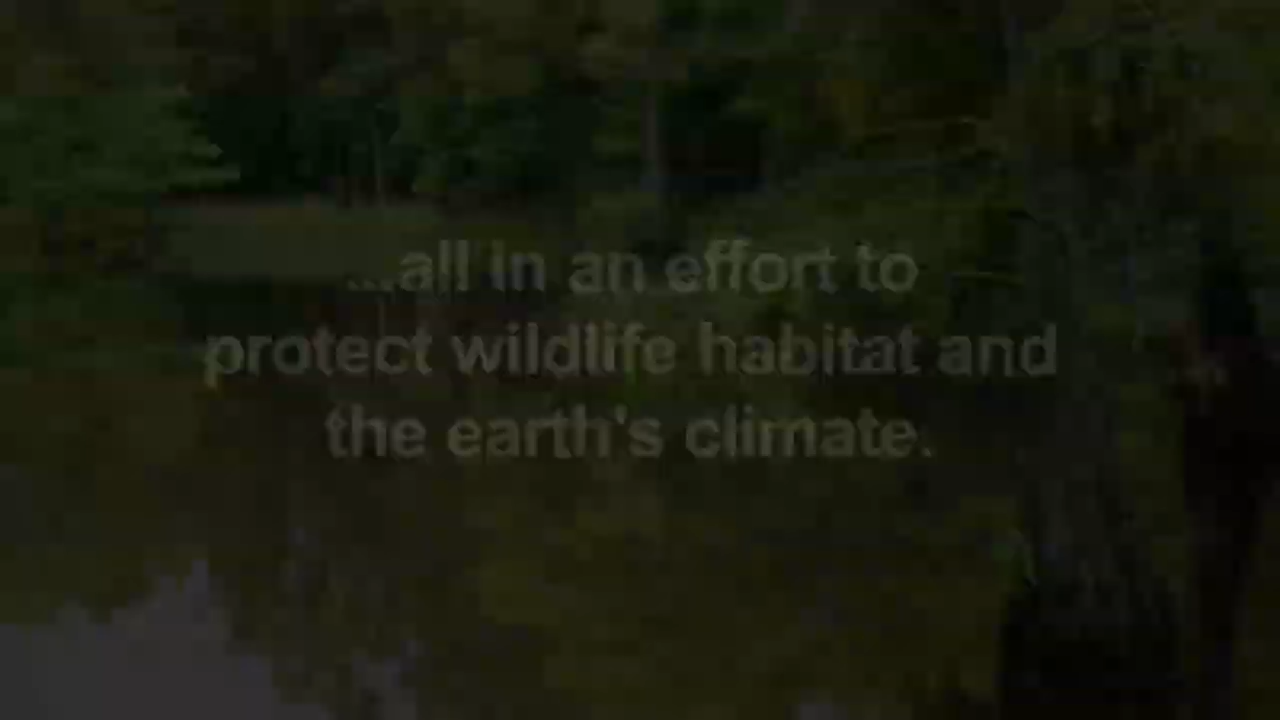 ...all in an effort to
protect wildlife habitat and
the earth's climate.